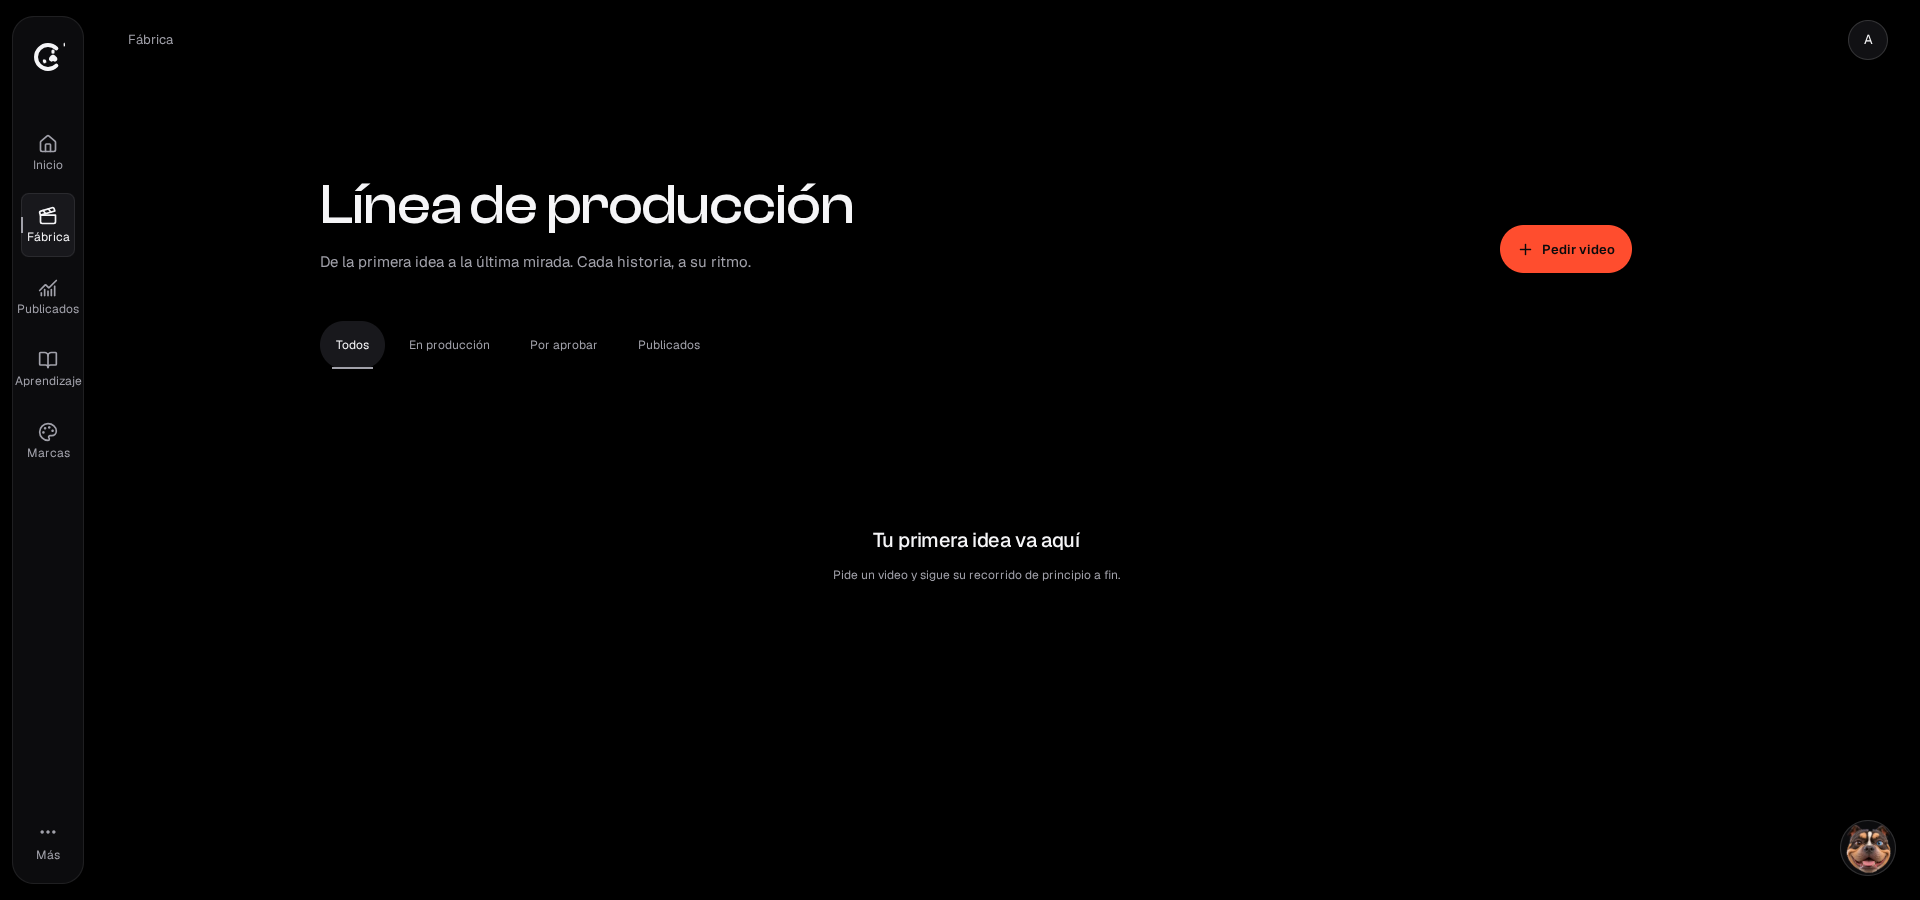 Fábrica
A
Inicio
Fábrica
Publicados
Aprendizaje
Marcas
Más
Línea de producción
De la primera idea a la última mirada. Cada historia, a su ritmo.
Pedir video
Todos
En producción
Por aprobar
Publicados
Tu primera idea va aquí
Pide un video y sigue su recorrido de principio a fin.